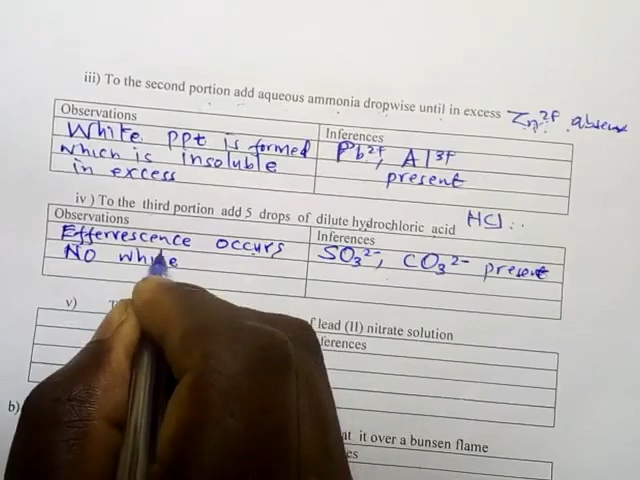 iii) To the second portion add aqueous ammonia dropwise until in excess Zn²⁺ absent
Observations
Inferences
White ppt is formed
which is insoluble
in excess
Pb²⁺, Al³⁺
present
iv) To the third portion add 5 drops of dilute hydrochloric acid HCl
Observations
Inferences
Effervescence occurs
No white
SO₃²⁻, CO₃²⁻ present
v)
f lead (II) nitrate solution
ferences
b)
at it over a bunsen flame
es